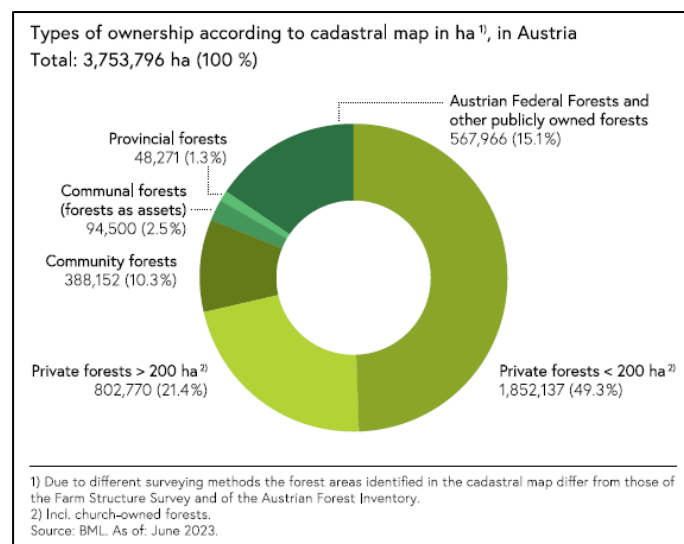 Types of ownership according to cadastral map in ha 1), in Austria
Total: 3,753,796 ha (100 %)
Austrian Federal Forests and
other publicly owned forests
567,966 (15.1%)
Provincial forests
48,271 (1.3%)
Communal forests
(forests as assets)
94,500 (2.5%)
Community forests
388,152 (10.3%)
Private forests > 200 ha 2)
802,770 (21.4%)
Private forests < 200 ha 2)
1,852,137 (49.3%)
1) Due to different surveying methods the forest areas identified in the cadastral map differ from those of
the Farm Structure Survey and of the Austrian Forest Inventory.
2) Incl. church-owned forests.
Source: BML. As of: June 2023.